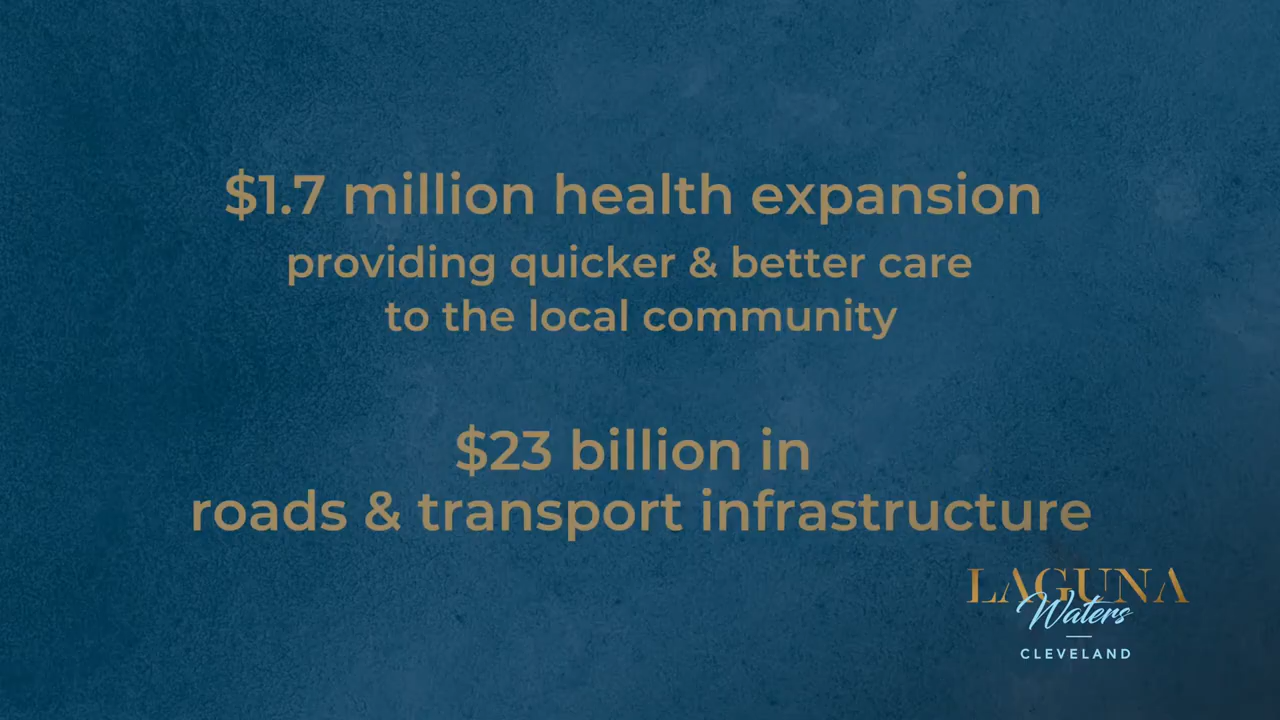 $1.7 million health expansion
providing quicker & better care
to the local community
$23 billion in
roads & transport infrastructure
LAGUNA
Waters
CLEVELAND